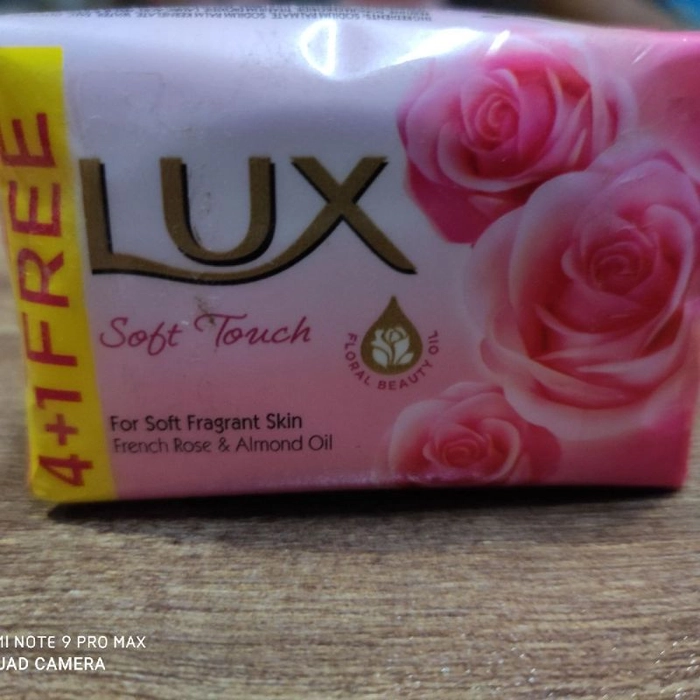 4+1 FREE
LUX
Soft Touch
FLORAL BEAUTY OIL
For Soft Fragrant Skin
French Rose & Almond Oil
MI NOTE 9 PRO MAX
UAD CAMERA